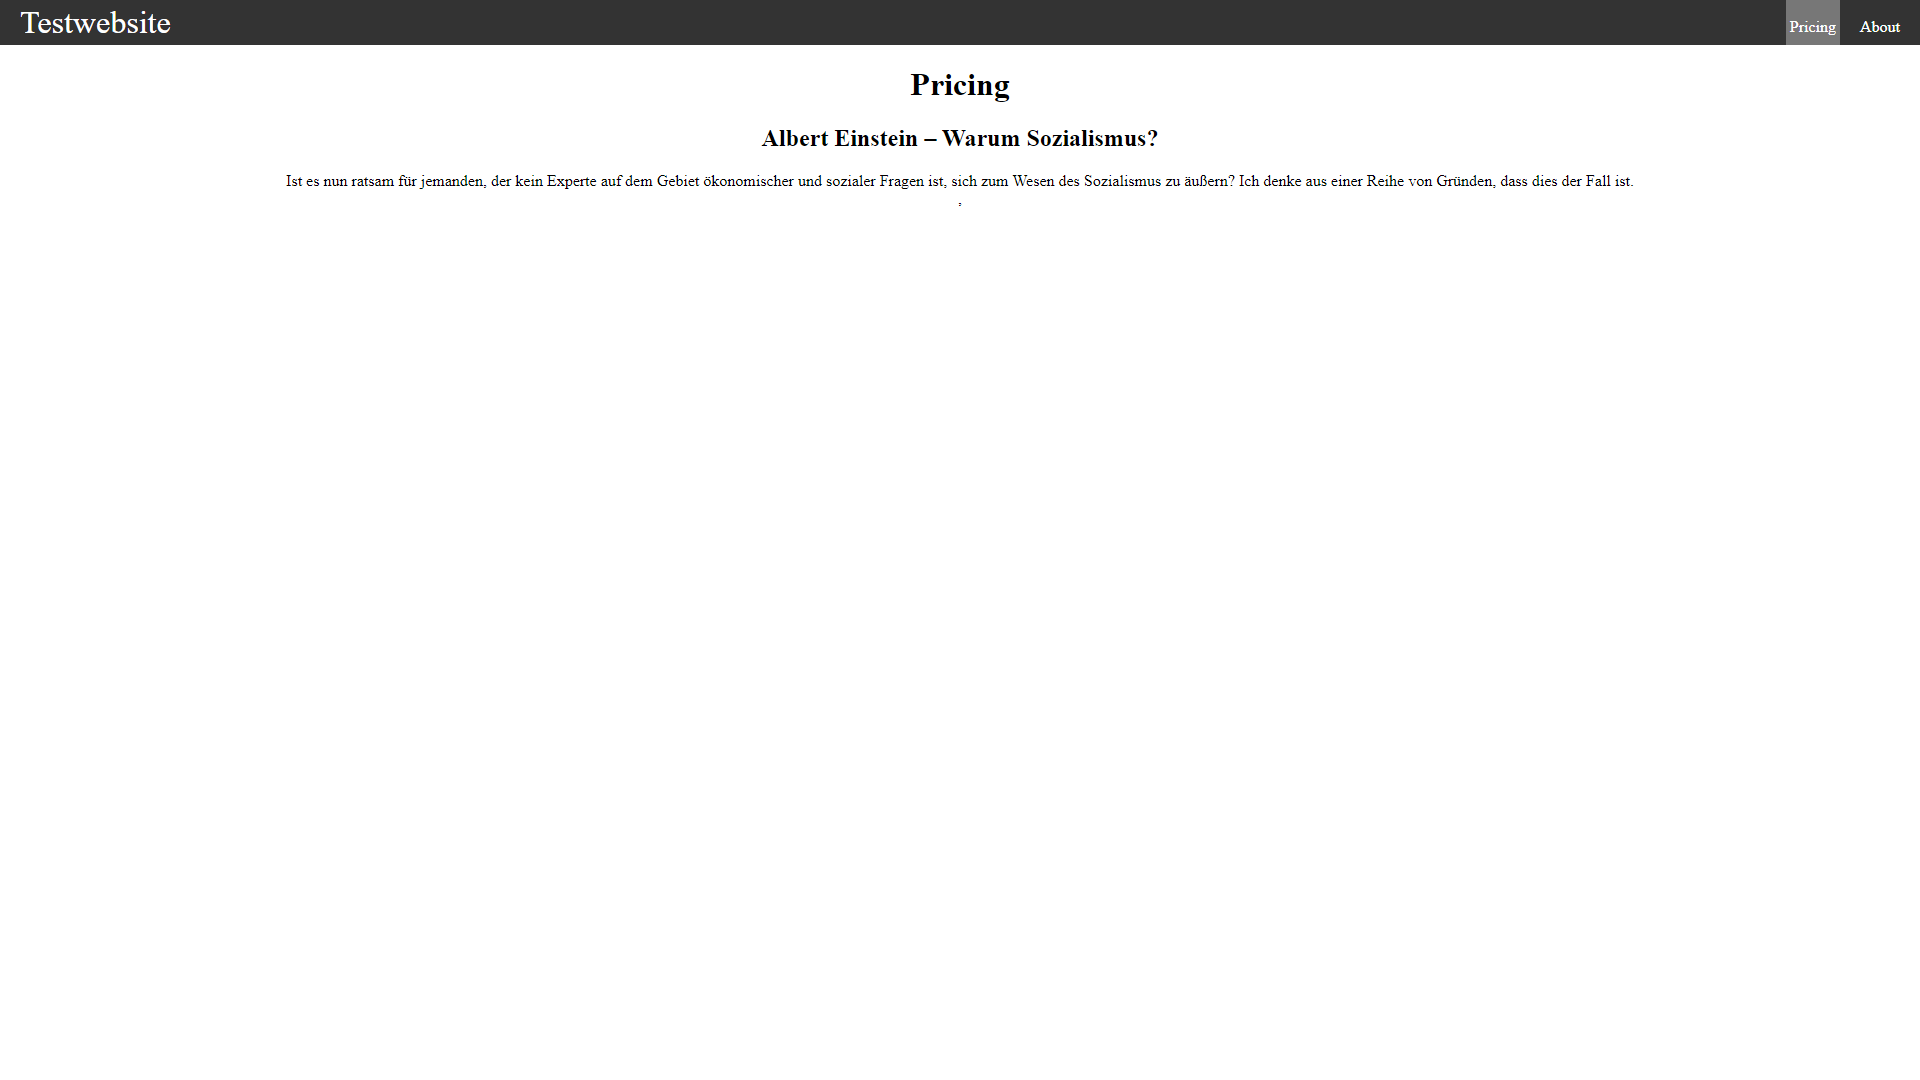 Testwebsite
Pricing
About
Pricing
Albert Einstein – Warum Sozialismus?
Ist es nun ratsam für jemanden, der kein Experte auf dem Gebiet ökonomischer und sozialer Fragen ist, sich zum Wesen des Sozialismus zu äußern? Ich denke aus einer Reihe von Gründen, dass dies der Fall ist.
,